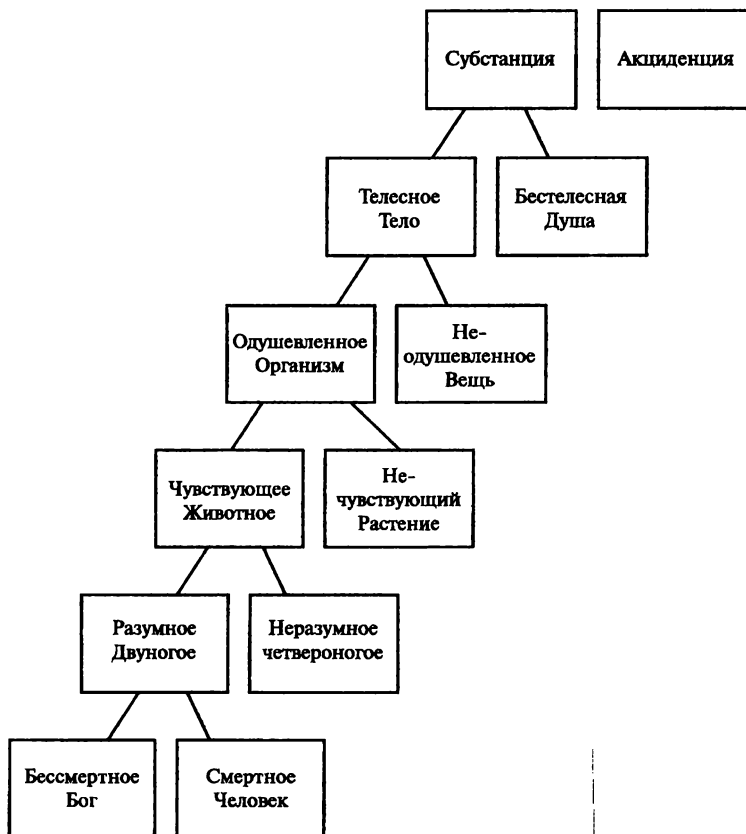 Субстанция
Акциденция
Телесное
Тело
Бестелесная
Душа
Одушевленное
Организм
Не-
одушевленное
Вещь
Чувствующее
Животное
Не-
чувствующий
Растение
Разумное
Двуногое
Неразумное
четвероногое
Бессмертное
Бог
Смертное
Человек